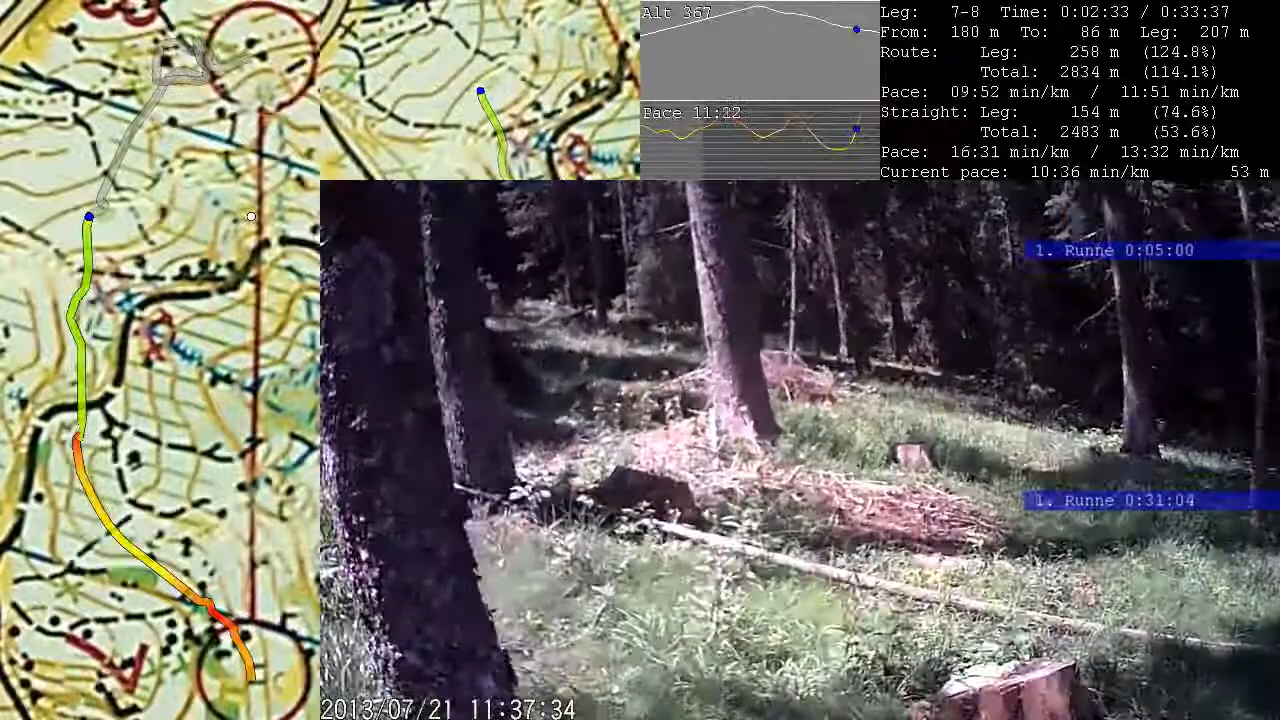 Alt 367
Pace 11:22
Leg: 7-8 Time: 0:02:33 / 0:33:37
From: 180 m To: 86 m Leg: 207 m
Route: Leg: 258 m (124.8%)
Total: 2834 m (114.1%)
Pace: 09:52 min/km / 11:51 min/km
Straight: Leg: 154 m (74.6%)
Total: 2483 m (53.6%)
Pace: 16:31 min/km / 13:32 min/km
Current pace: 10:36 min/km 53 m
1. Runne 0:05:00
1. Runne 0:31:04
2013/07/21 11:37:34